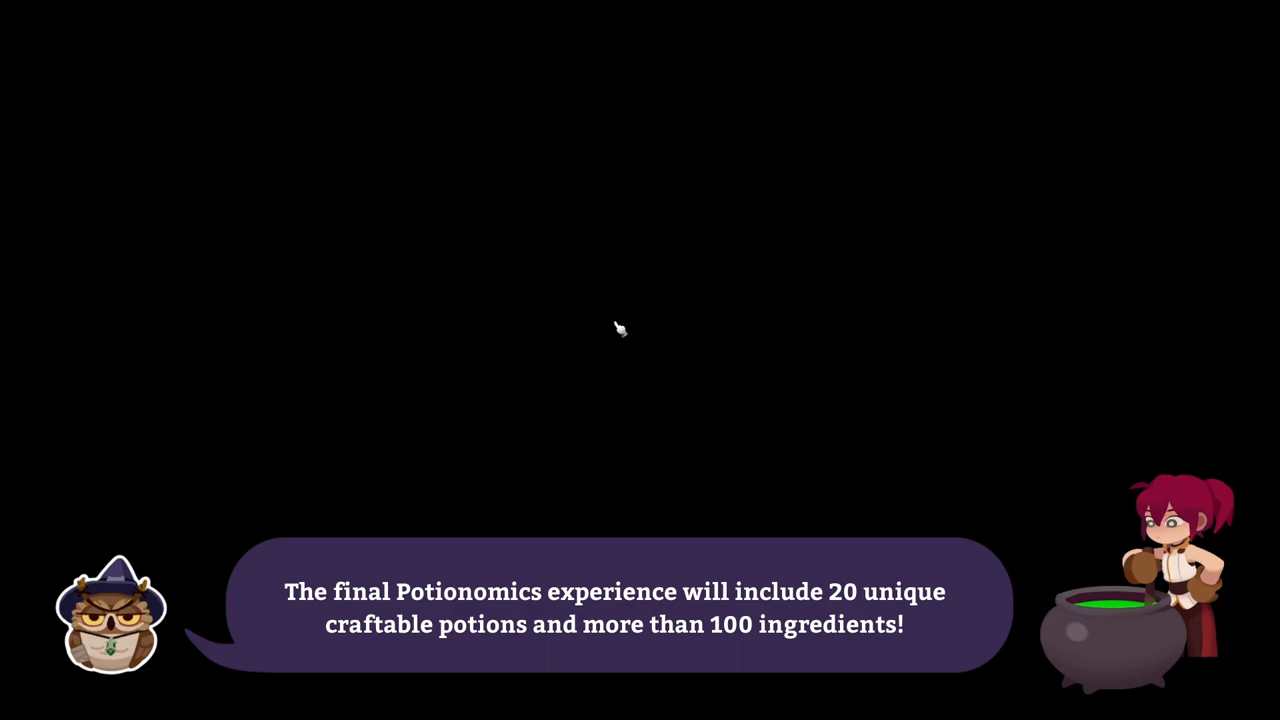 The final Potionomics experience will include 20 unique
craftable potions and more than 100 ingredients!